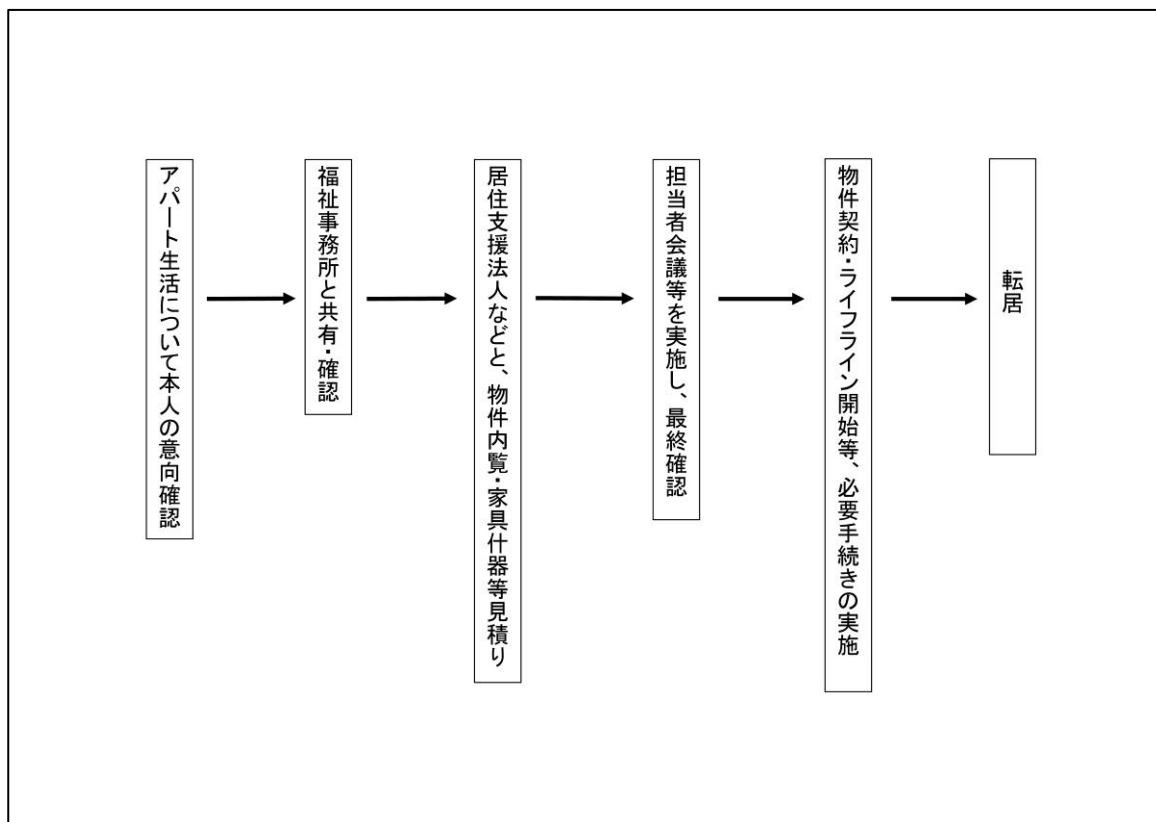 アパート生活について本人の意向確認
福祉事務所と共有・確認
居住支援法人などと、物件内覧・家具什器等見積り
担当者会議等を実施し、最終確認
物件契約・ライフライン開始等、必要手続きの実施
転居